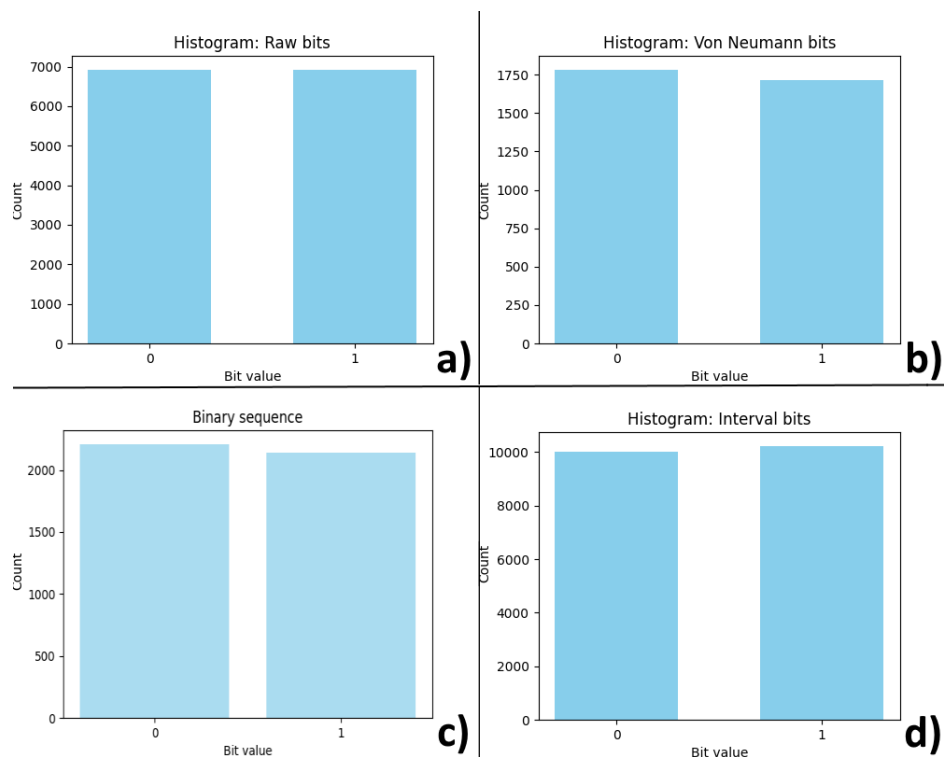 Histogram: Raw bits
7000
6000
5000
4000
3000
2000
1000
0
Count
0 1
Bit value
a)
Histogram: Von Neumann bits
1750
1500
1250
1000
750
500
250
0
Count
0 1
Bit value
b)
Binary sequence
2000
1500
1000
500
0
Count
0 1
Bit value
c)
Histogram: Interval bits
10000
8000
6000
4000
2000
0
Count
0 1
Bit value
d)